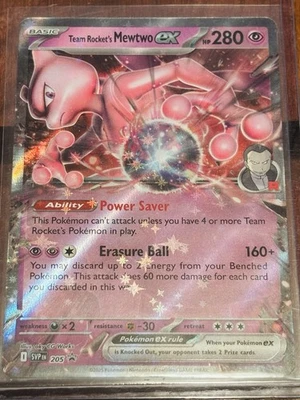 BASIC
Team Rocket's Mewtwo ex HP 280
Ability Power Saver
This Pokémon can't attack unless you have 4 or more Team
Rocket's Pokémon in play.
Erasure Ball 160+
You may discard up to 2 Energy from your Benched
Pokémon. This attack does 60 more damage for each card
you discarded in this w
weakness ×2 resistance -30 retreat
Pokémon ex rule When your Pokémon ex
is Knocked Out, your opponent takes 2 Prize cards.
I SVP EN 205